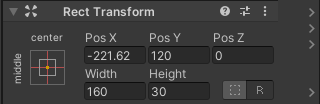 Rect Transform
center
middle
Pos X Pos Y Pos Z
-221.62 120 0
Width Height
160 30 R